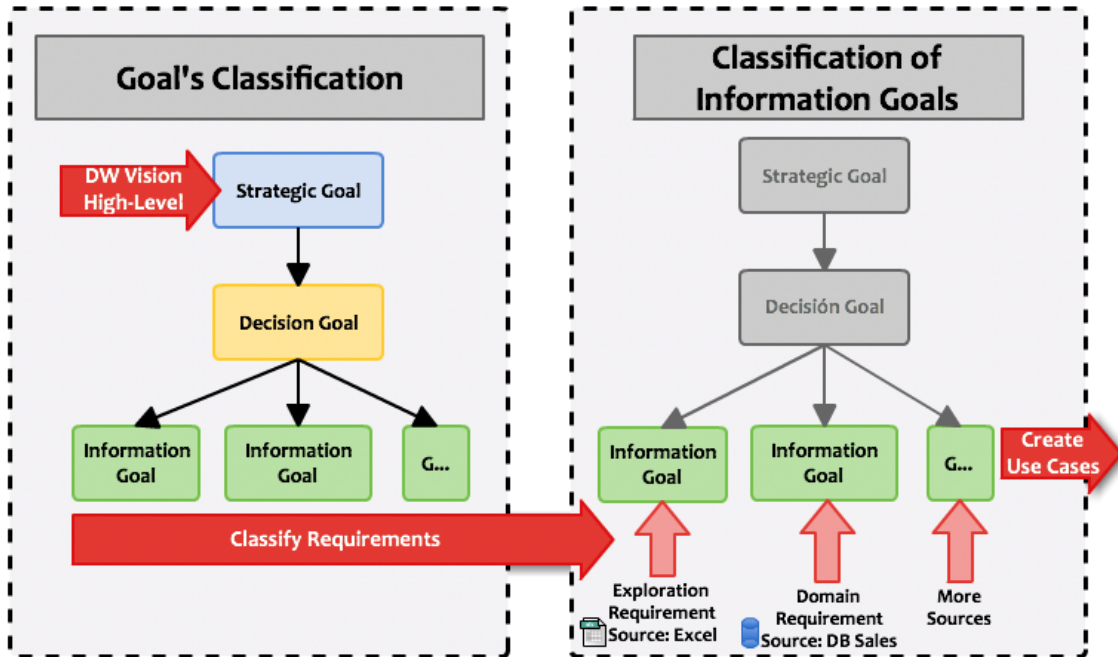 Goal's Classification
DW Vision
High-Level
Strategic Goal
Decision Goal
Information
Goal
Information
Goal
G...
Classify Requirements
Classification of
Information Goals
Strategic Goal
Decisión Goal
Information
Goal
Information
Goal
G...
Create
Use Cases
Exploration
Requirement
Source: Excel
Domain
Requirement
Source: DB Sales
More
Sources